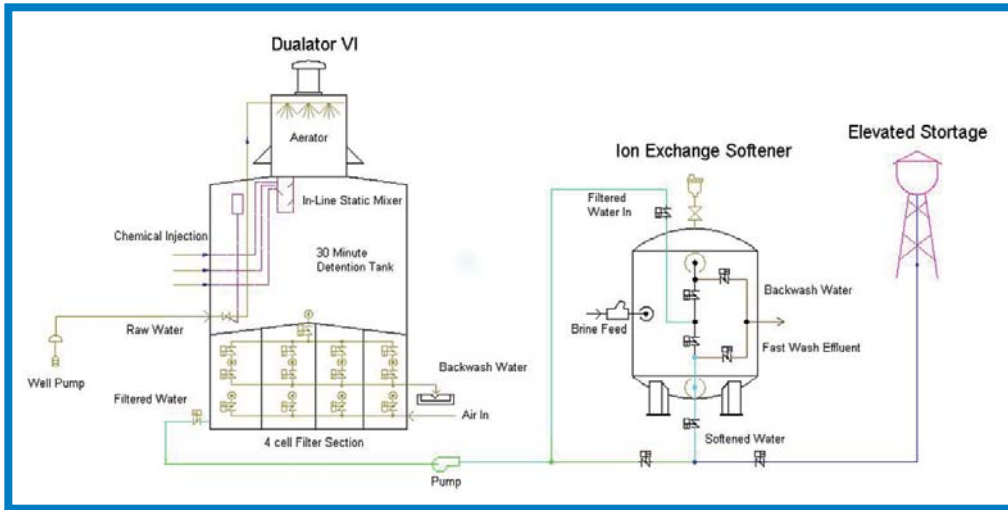 Dualator VI
Aerator
In-Line Static Mixer
Chemical Injection
30 Minute
Detention Tank
Raw Water
Well Pump
Filtered Water
Backwash Water
Air In
4 cell Filter Section
Pump
Ion Exchange Softener
Filtered
Water In
Brine Feed
Backwash Water
Fast Wash Effluent
Softened Water
Elevated Stortage